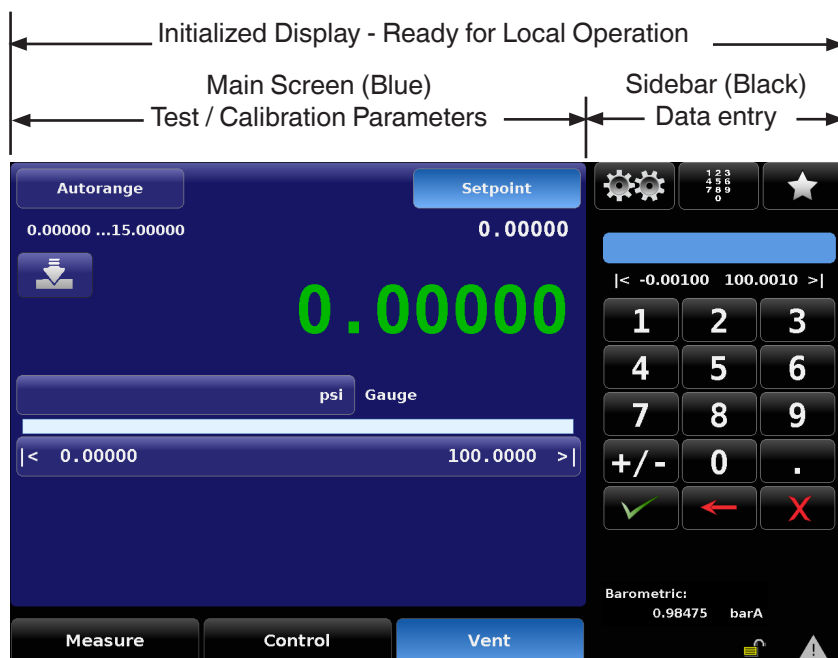 Initialized Display - Ready for Local Operation
Main Screen (Blue)
Test / Calibration Parameters
Sidebar (Black)
Data entry
Autorange
Setpoint
0.00000 ...15.00000
0.00000
0.00000
psi Gauge
|< 0.00000 100.0000 >|
Measure Control Vent
1 2 3
4 5 6
7 8 9
0
|< -0.00100 100.0010 >|
1 2 3
4 5 6
7 8 9
+/- 0 .
X
Barometric:
0.98475 barA